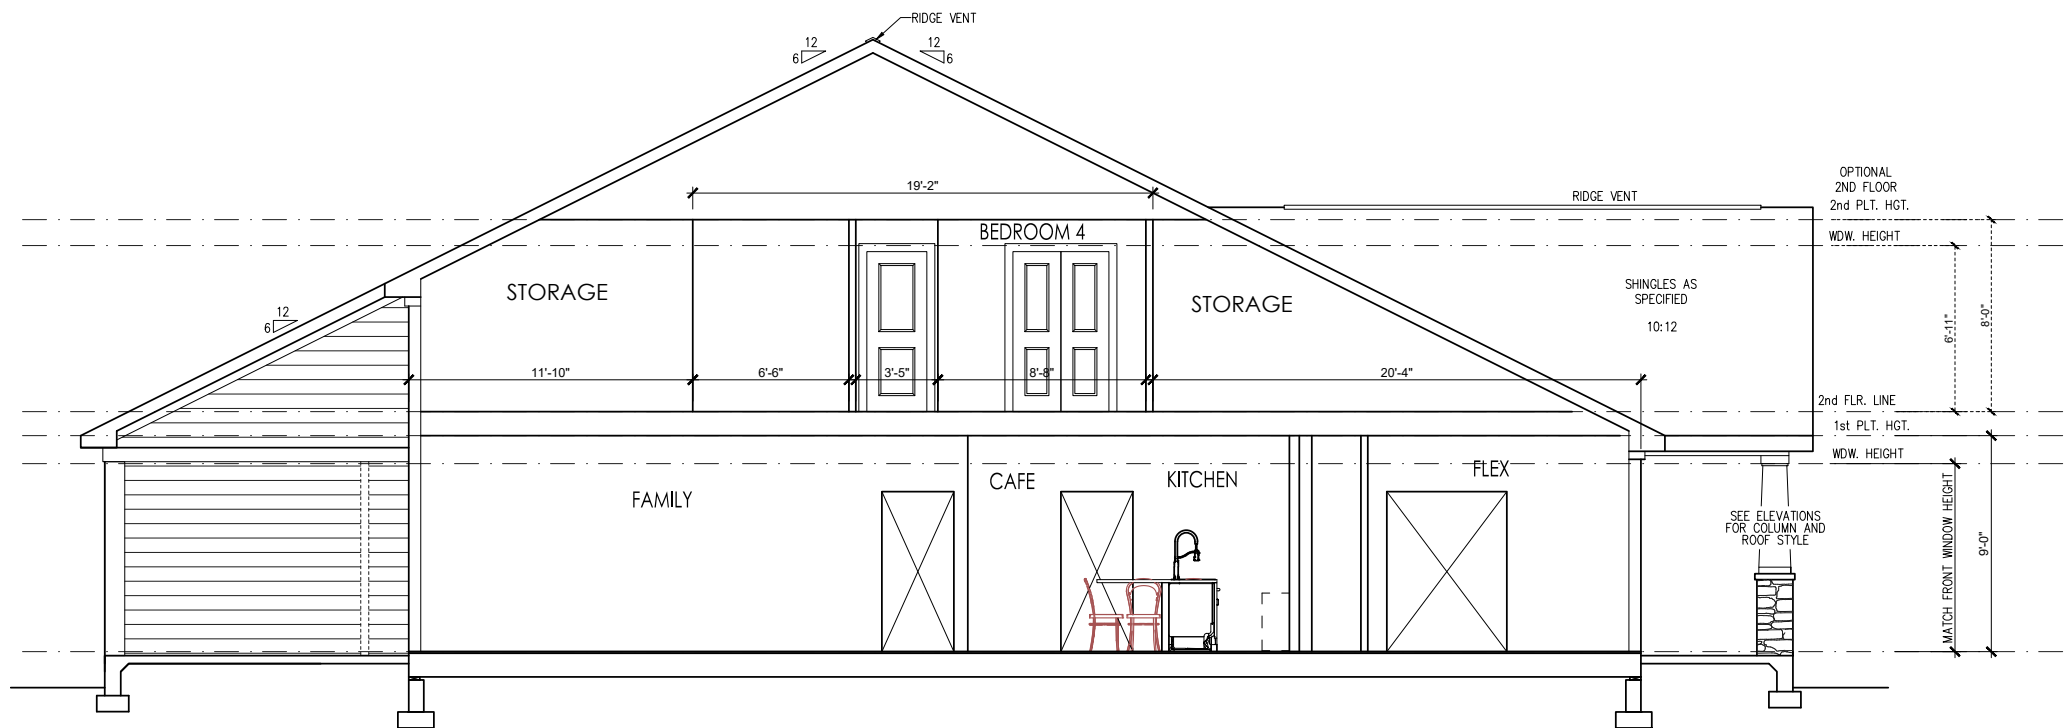 RIDGE VENT
12
6
12
6
19'-2"
RIDGE VENT
OPTIONAL
2ND FLOOR
2nd PLT. HGT.
WDW. HEIGHT
BEDROOM 4
STORAGE
STORAGE
SHINGLES AS
SPECIFIED
10:12
12
6
6'-11"
8'-0"
11'-10"
6'-6"
3'-5"
8'-8"
20'-4"
2nd FLR. LINE
1st PLT. HGT.
WDW. HEIGHT
FAMILY
CAFE
KITCHEN
FLEX
SEE ELEVATIONS
FOR COLUMN AND
ROOF STYLE
MATCH FRONT WINDOW HEIGHT
9'-0"